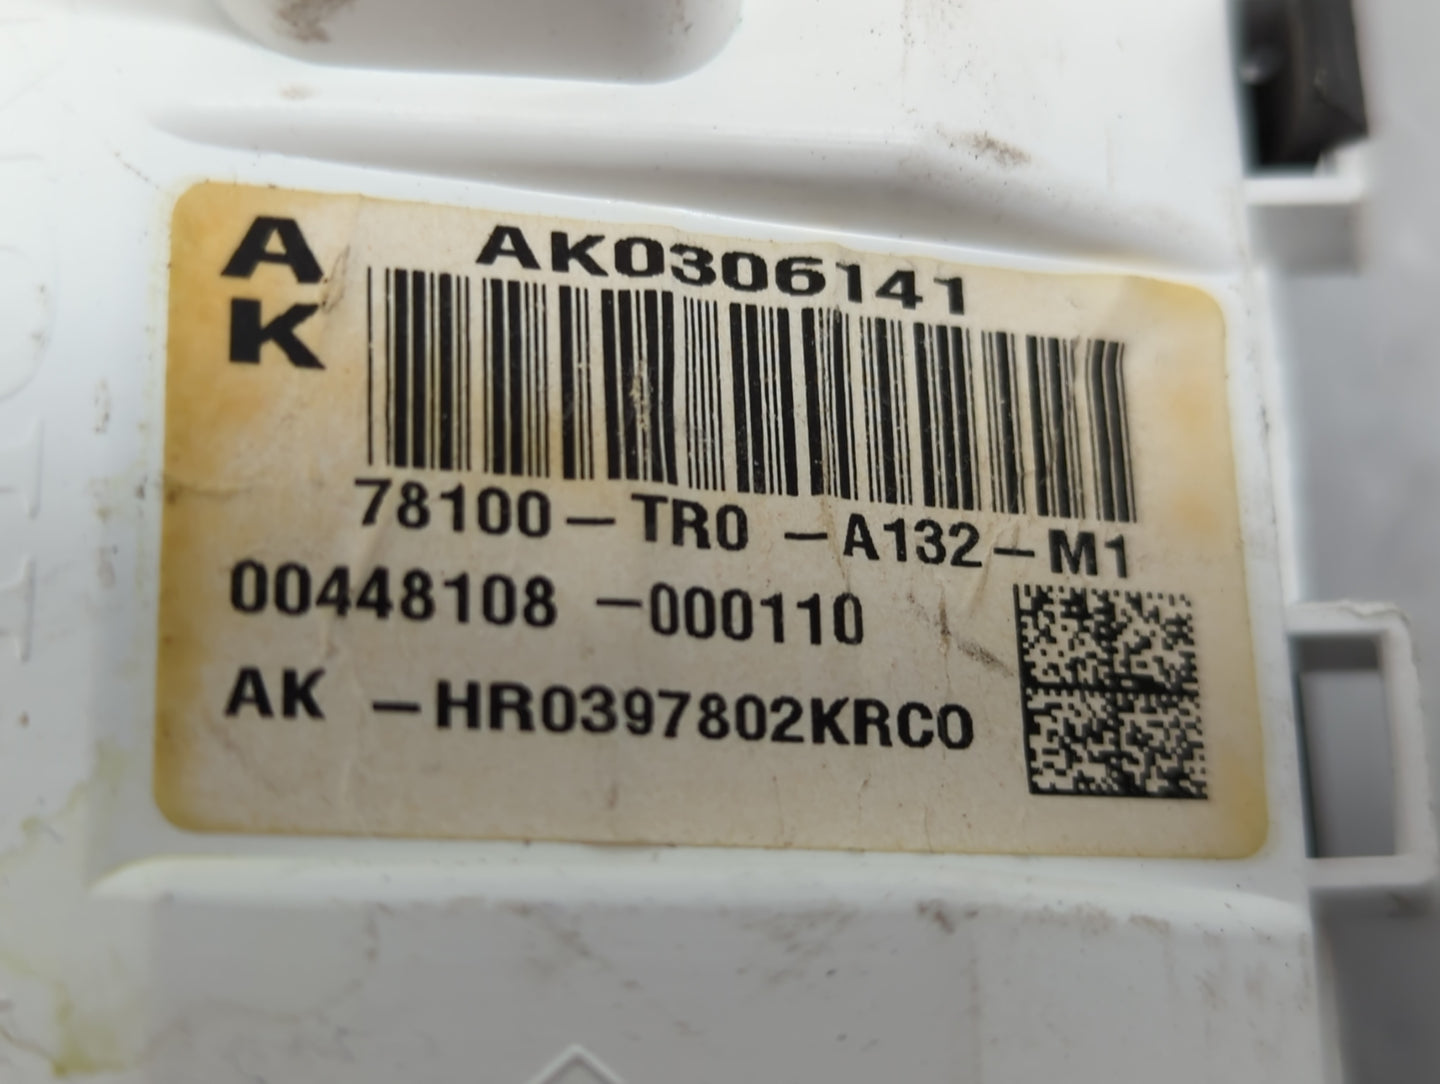 A
K
AK0306141
78100-TR0 -A132-M1
00448108 -000110
AK -HR0397802KRC0